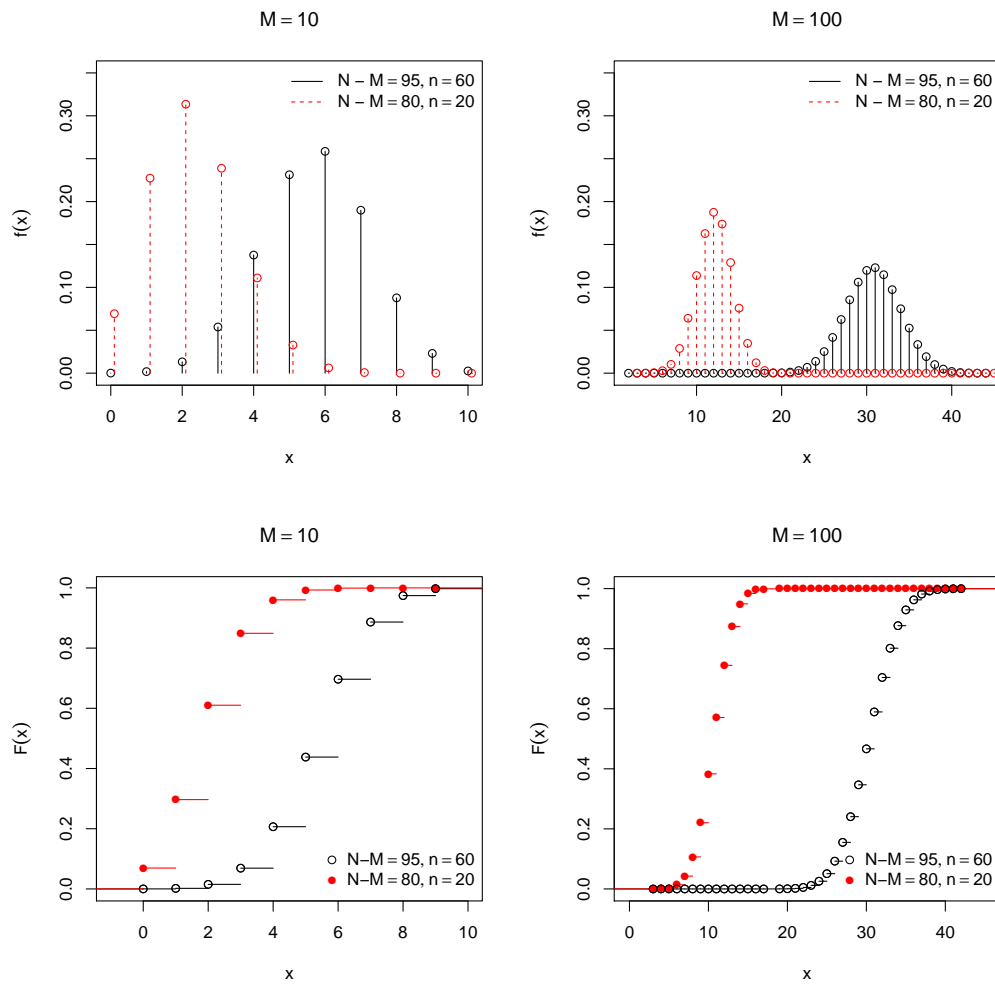 M = 10
N − M = 95, n = 60
N − M = 80, n = 20
f(x)
0.00
0.10
0.20
0.30
0 2 4 6 8 10
x
M = 100
N − M = 95, n = 60
N − M = 80, n = 20
f(x)
0.00
0.10
0.20
0.30
10 20 30 40
x
M = 10
F(x)
0.0
0.2
0.4
0.6
0.8
1.0
N−M = 95, n = 60
N−M = 80, n = 20
0 2 4 6 8 10
x
M = 100
F(x)
0.0
0.2
0.4
0.6
0.8
1.0
N−M = 95, n = 60
N−M = 80, n = 20
0 10 20 30 40
x